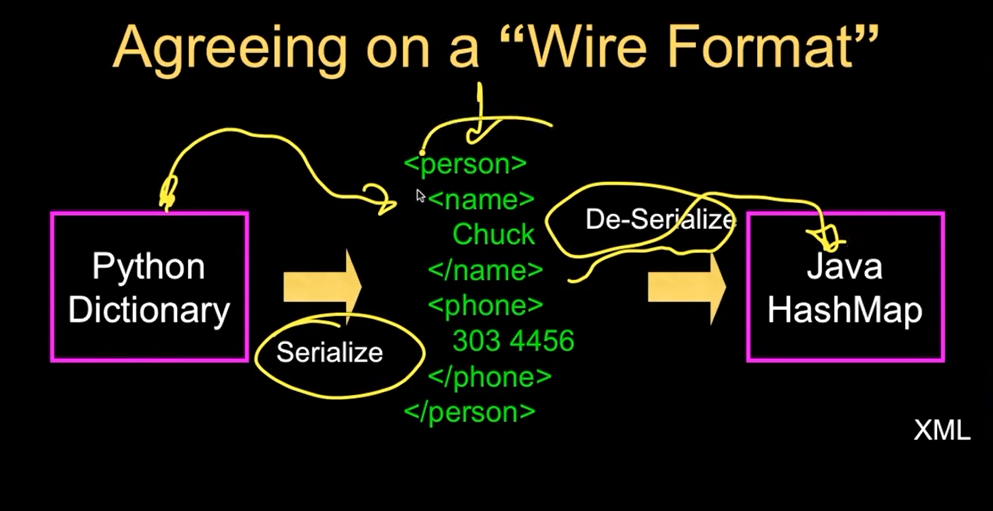 Agreeing on a “Wire Format”
Python
Dictionary
Serialize
<person>
<name>
Chuck
</name>
<phone>
303 4456
</phone>
</person>
De-Serialize
Java
HashMap
XML